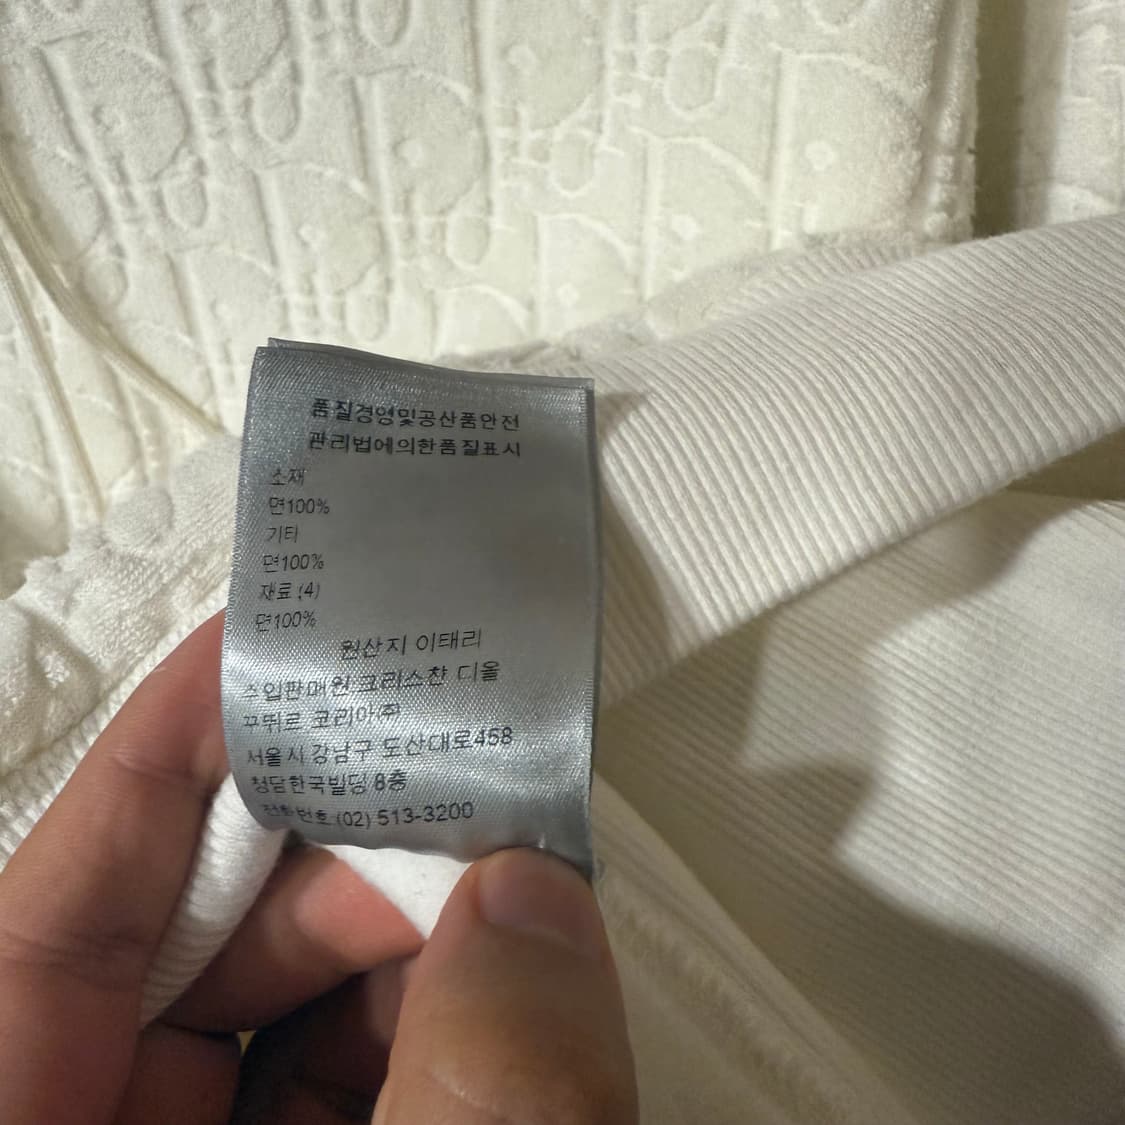 품질경영및공산품안전
관리법에의한품질표시
소재
면100%
기타
면100%
재료 (4)
면100%
원산지 이태리
수입판매원 크리스챤 디올
꾸뛰르 코리아(주)
서울시 강남구 도산대로458
청담한국빌딩 8층
전화번호 (02) 513-3200